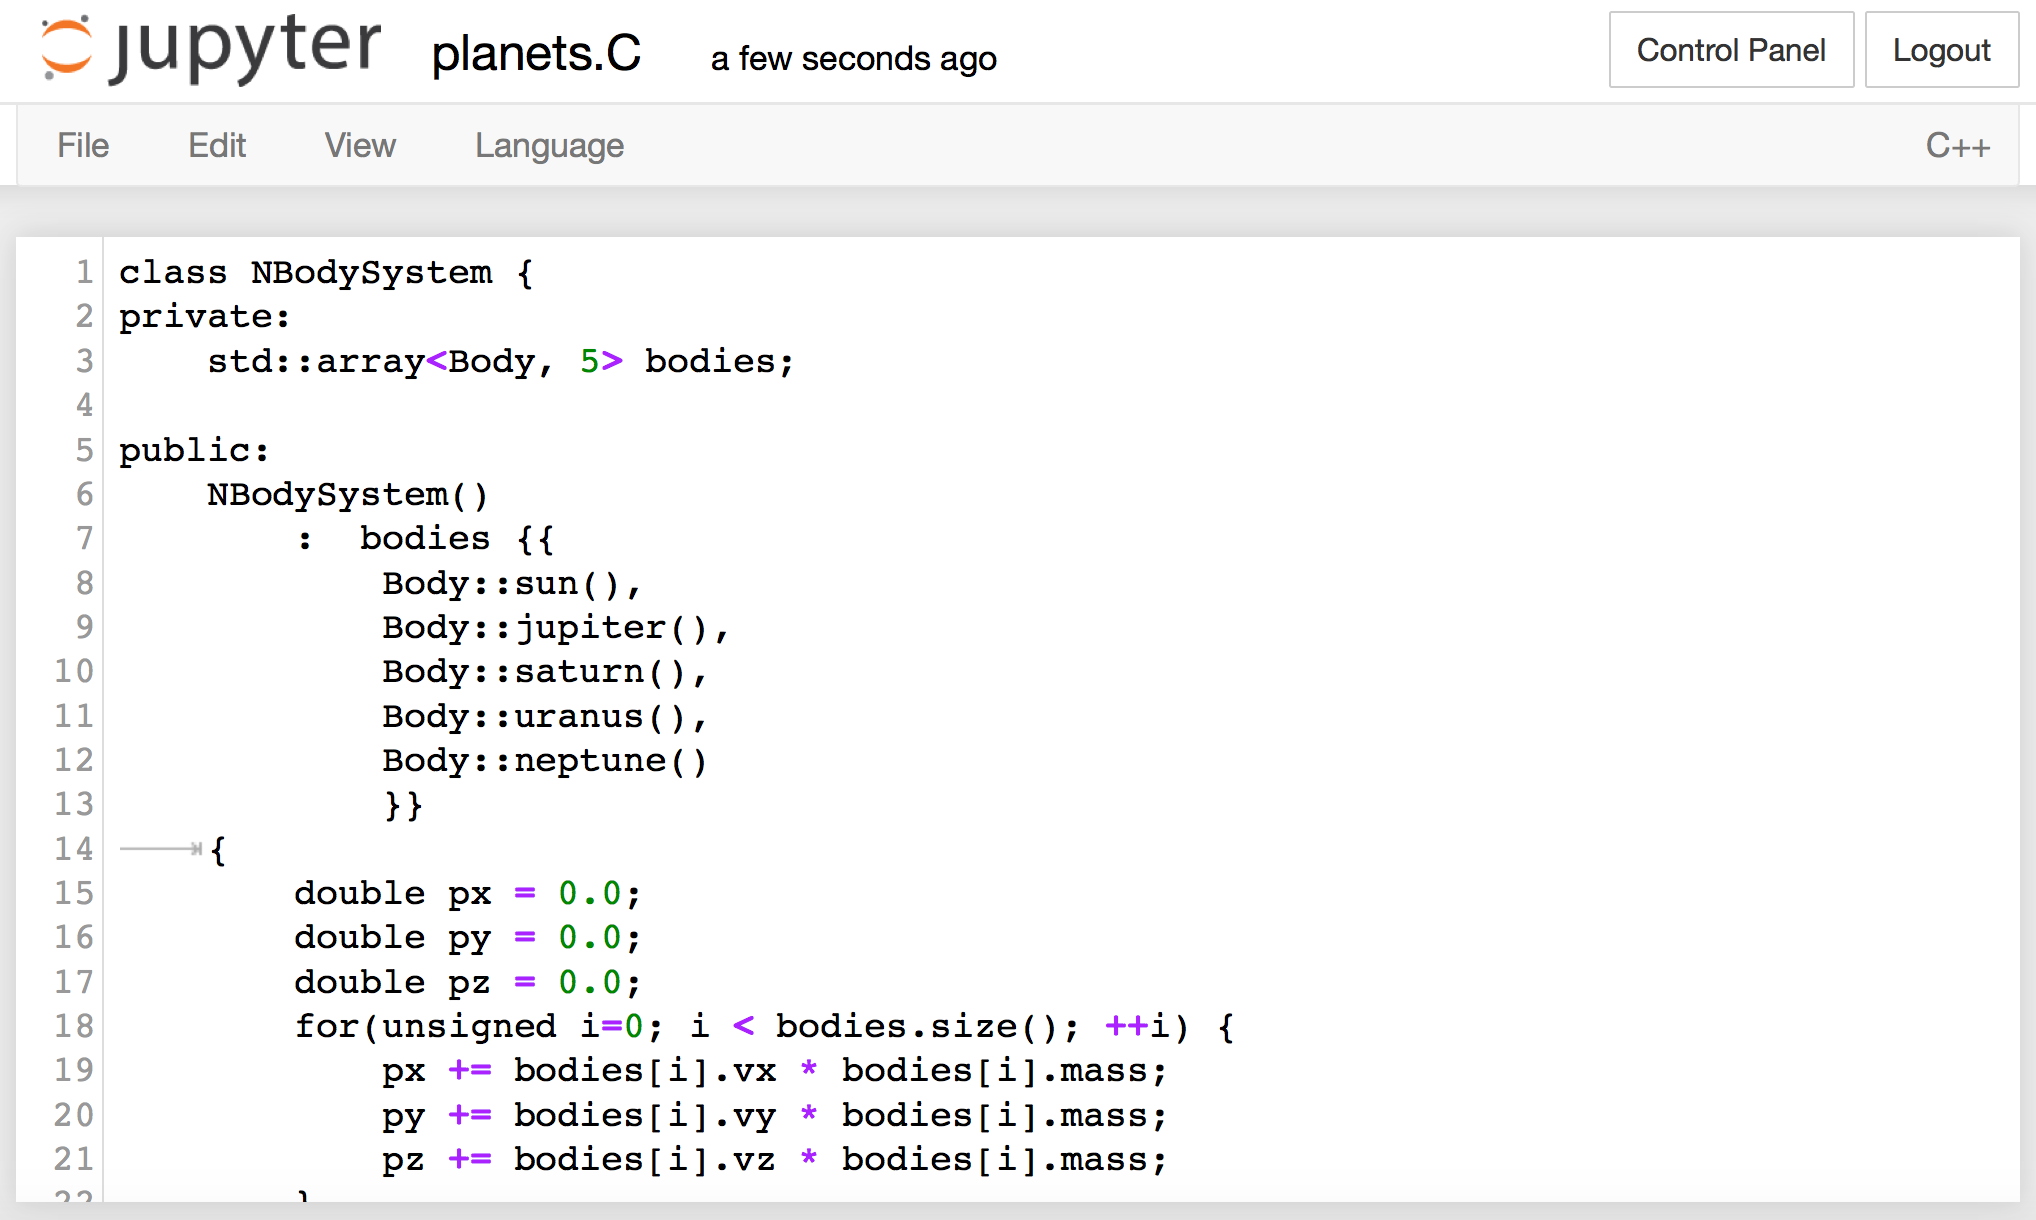 jupyter planets.C a few seconds ago Control Panel Logout
File Edit View Language C++
1 class NBodySystem {
2 private:
3     std::array<Body, 5> bodies;
4
5 public:
6     NBodySystem()
7         :  bodies {{
8             Body::sun(),
9             Body::jupiter(),
10             Body::saturn(),
11             Body::uranus(),
12             Body::neptune()
13             }}
14     {
15         double px = 0.0;
16         double py = 0.0;
17         double pz = 0.0;
18         for(unsigned i=0; i < bodies.size(); ++i) {
19             px += bodies[i].vx * bodies[i].mass;
20             py += bodies[i].vy * bodies[i].mass;
21             pz += bodies[i].vz * bodies[i].mass;
22         }